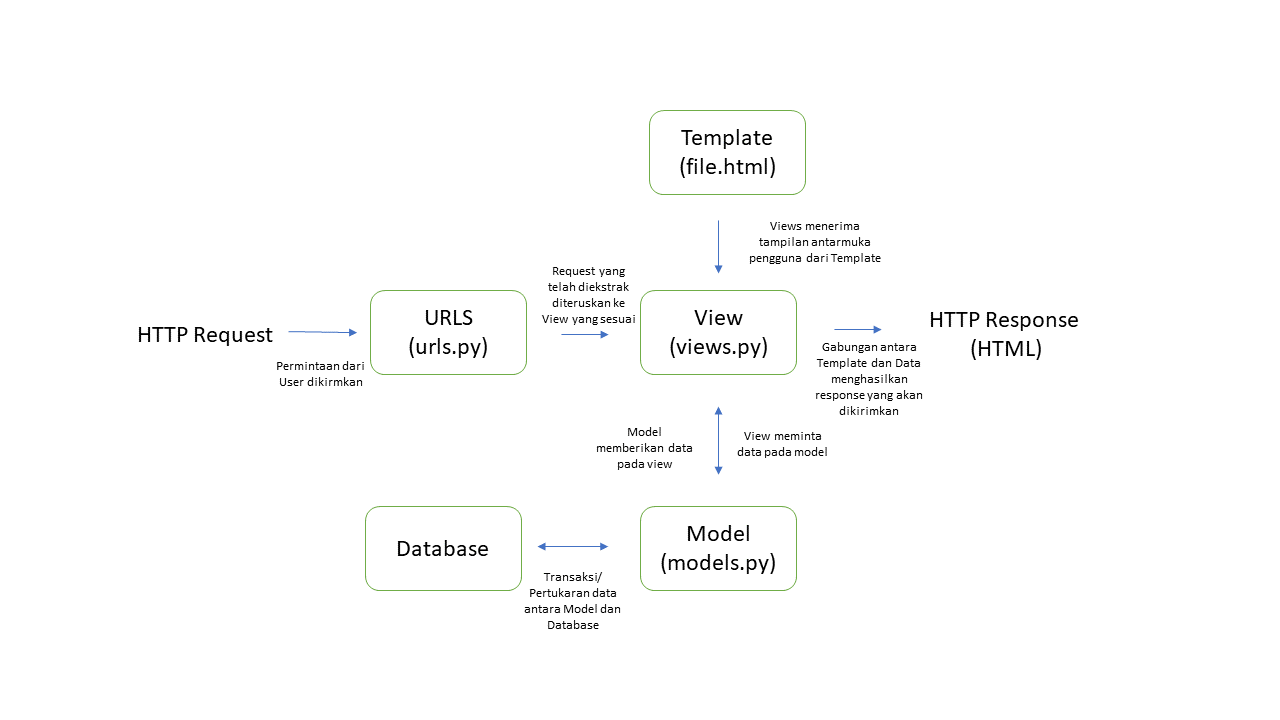 Template
(file.html)
Views menerima
tampilan antarmuka
pengguna dari Template
Request yang
telah diekstrak
diteruskan ke
View yang sesuai
HTTP Request
Permintaan dari
User dikirmkan
URLS
(urls.py)
View
(views.py)
HTTP Response
(HTML)
Gabungan antara
Template dan Data
menghasilkan
response yang akan
dikirimkan
Model
memberikan data
pada view
View meminta
data pada model
Database
Transaksi/
Pertukaran data
antara Model dan
Database
Model
(models.py)